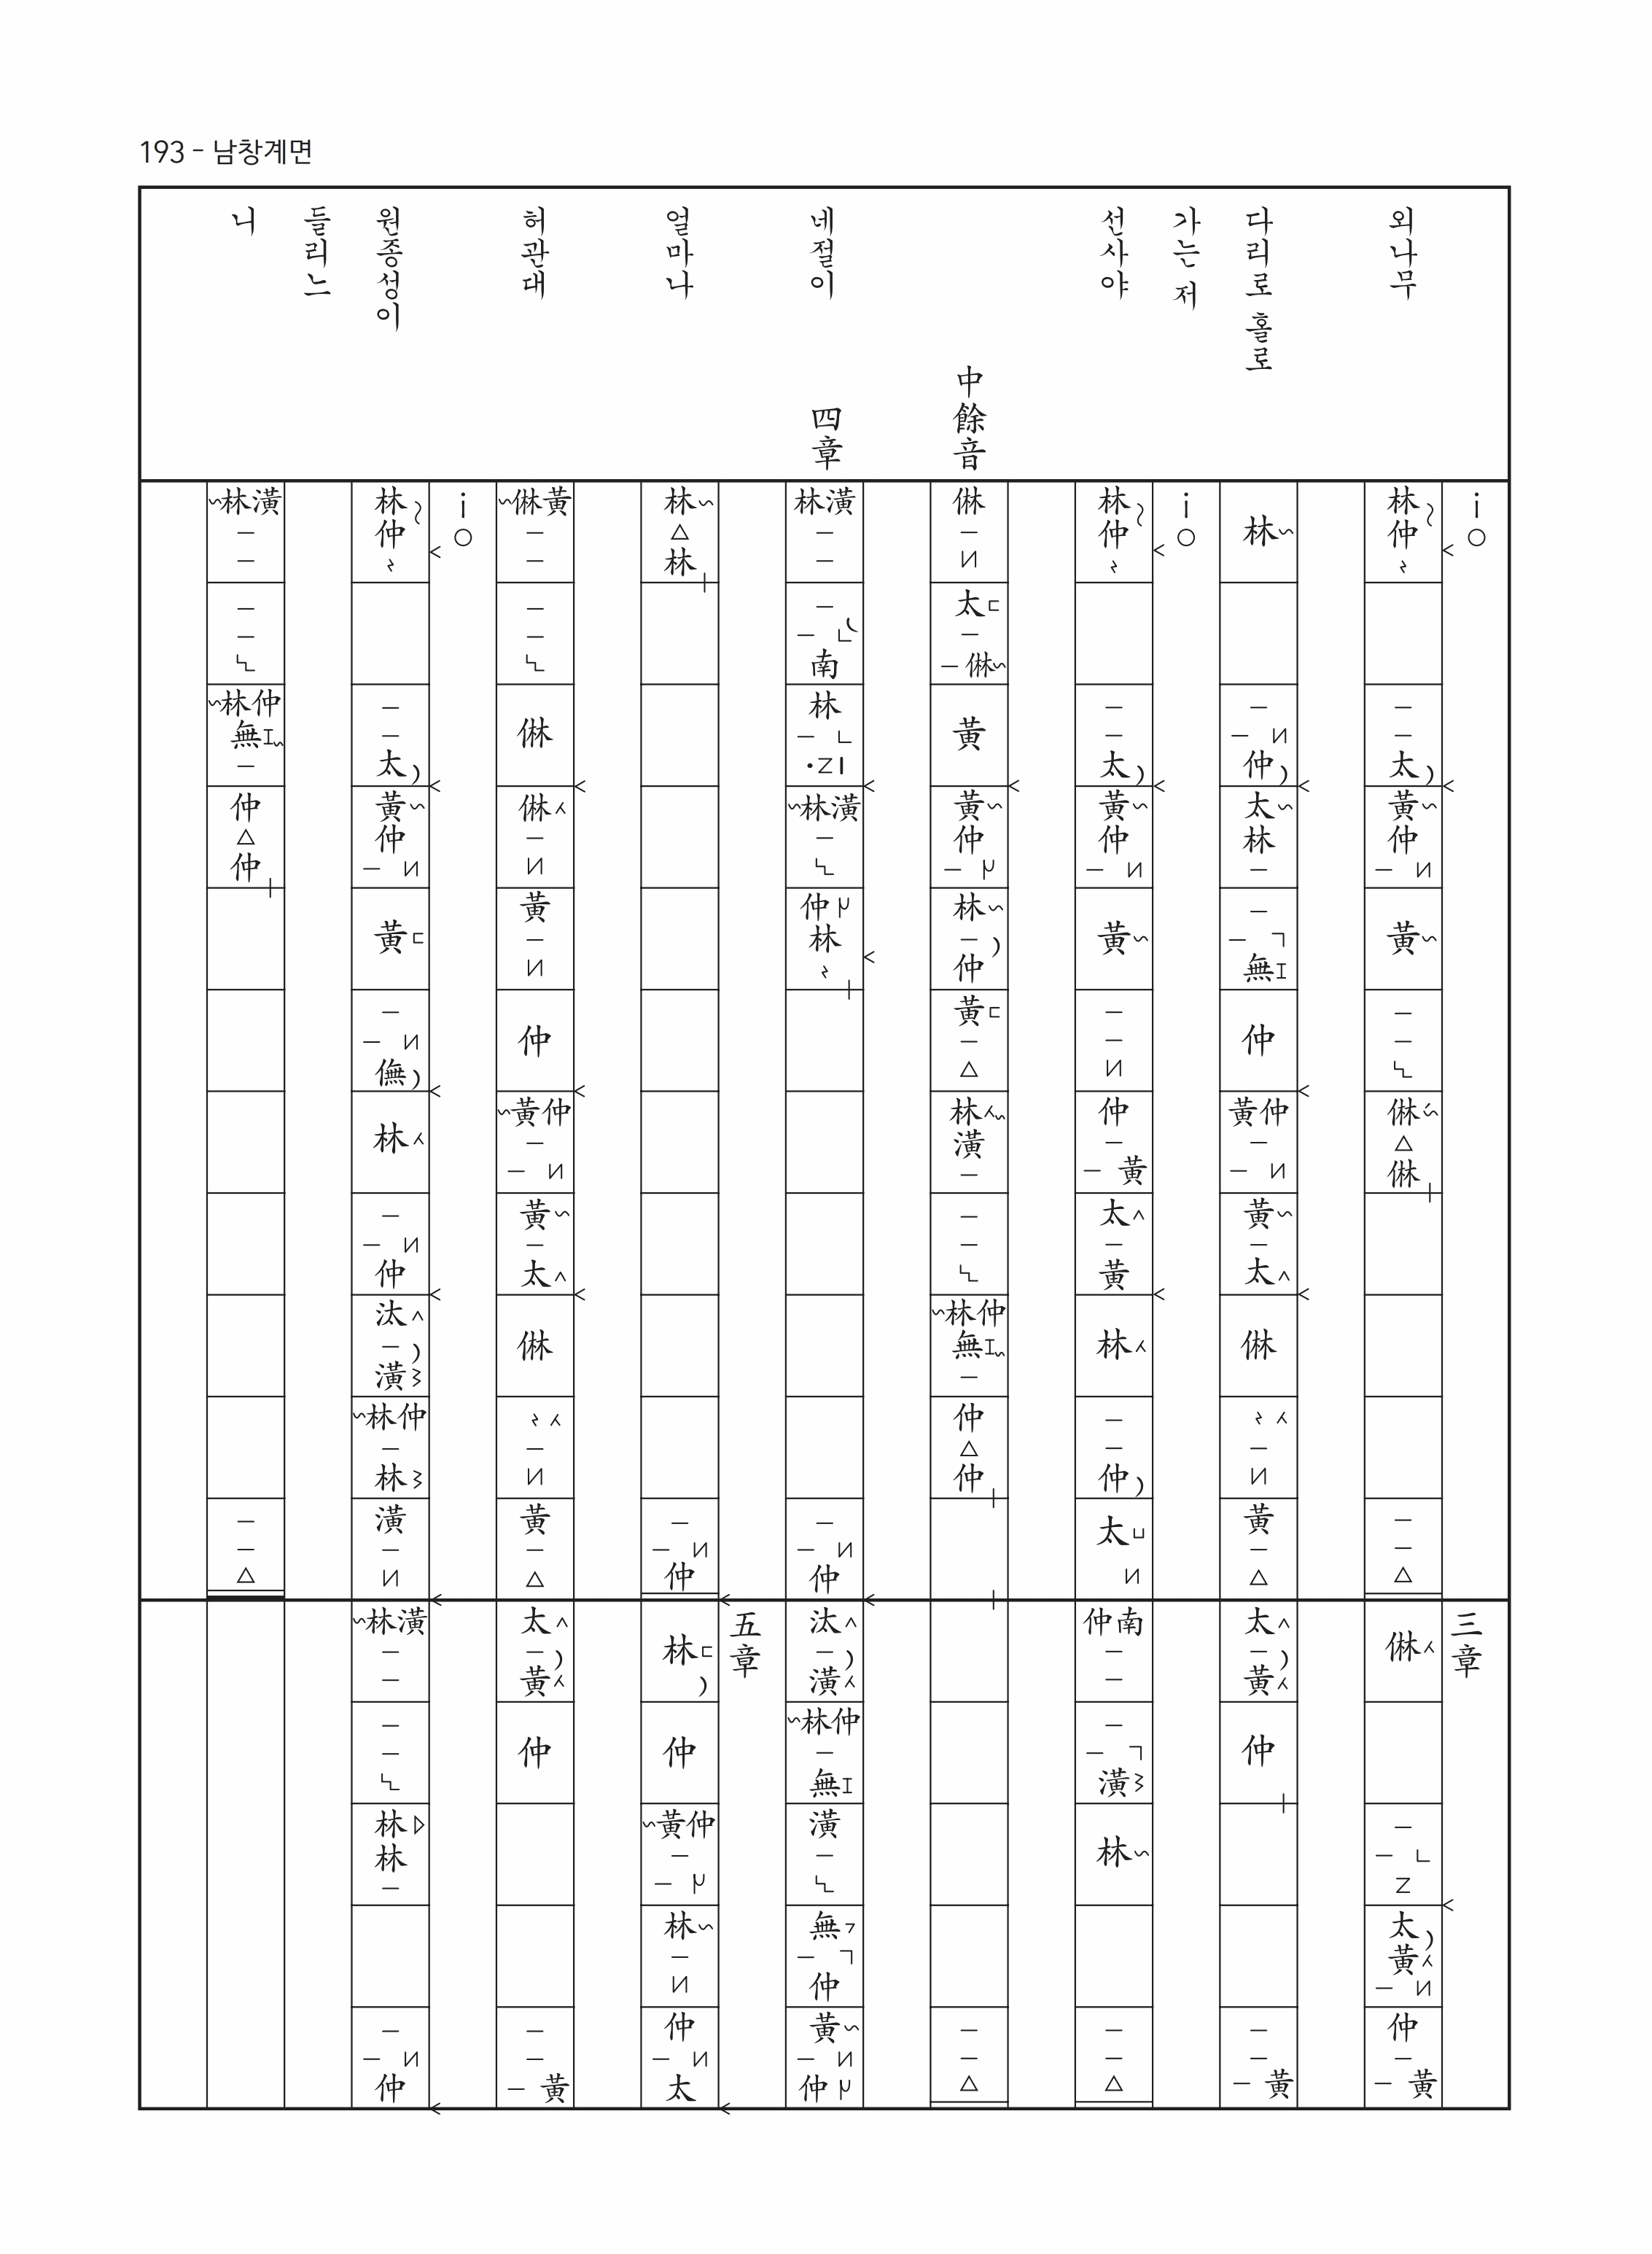 193 - 남창계면
외나무
다리로 홀로
가는 저
선사야
中餘音
네절이 四章
얼마나
허관대
원종성이
들리느
니
i○
三章
林仲 太黃仲黃㑣㑣㑣太黃仲黃
林仲太林無仲黃仲黃太㑣黃太黃仲黃
i○
林仲太黃仲黃仲黃太黃林仲太仲南潢林
㑣太㑣黃黃仲林仲黃林潢林仲無仲仲
林潢南林林潢仲林仲汰潢林仲無潢無仲黃仲
五章
林林仲林仲黃仲林仲太
㑣黃㑣㑣黃仲黃仲黃太㑣黃太黃仲黃
i○
林仲太黃仲黃林仲汰潢林仲林潢林潢林林仲
林潢林仲無仲仲